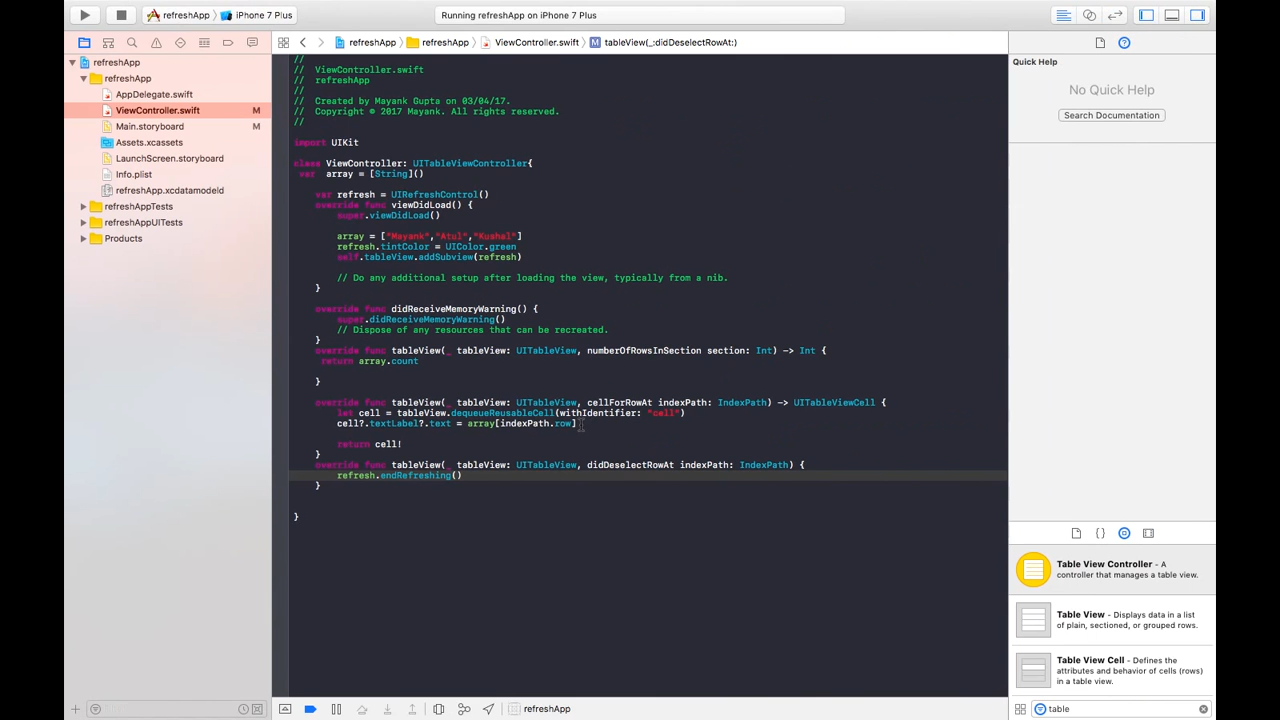 refreshApp
iPhone 7 Plus
Running refreshApp on iPhone 7 Plus
refreshApp
refreshApp
ViewController.swift
M
tableView(_:didDeselectRowAt:)
refreshApp
refreshApp
AppDelegate.swift
ViewController.swift M
Main.storyboard M
Assets.xcassets
LaunchScreen.storyboard
Info.plist
refreshApp.xcdatamodeld
refreshAppTests
refreshAppUITests
Products
//
// ViewController.swift
// refreshApp
//
// Created by Mayank Gupta on 03/04/17.
// Copyright © 2017 Mayank. All rights reserved.
//
import UIKit
class ViewController: UITableViewController{
var array = [String]()
var refresh = UIRefreshControl()
override func viewDidLoad() {
super.viewDidLoad()
array = ["Mayank","Atul","Kushal"]
refresh.tintColor = UIColor.green
self.tableView.addSubview(refresh)
// Do any additional setup after loading the view, typically from a nib.
}
override func didReceiveMemoryWarning() {
super.didReceiveMemoryWarning()
// Dispose of any resources that can be recreated.
}
override func tableView(_ tableView: UITableView, numberOfRowsInSection section: Int) -> Int {
return array.count
}
override func tableView(_ tableView: UITableView, cellForRowAt indexPath: IndexPath) -> UITableViewCell {
let cell = tableView.dequeueReusableCell(withIdentifier: "cell")
cell?.textLabel?.text = array[indexPath.row]
return cell!
}
override func tableView(_ tableView: UITableView, didDeselectRowAt indexPath: IndexPath) {
refresh.endRefreshing()
}
}
refreshApp
Quick Help
No Quick Help
Search Documentation
{ }
Table View Controller - A
controller that manages a table view.
Table View - Displays data in a list
of plain, sectioned, or grouped rows.
Table View Cell - Defines the
attributes and behavior of cells (rows)
in a table view.
table